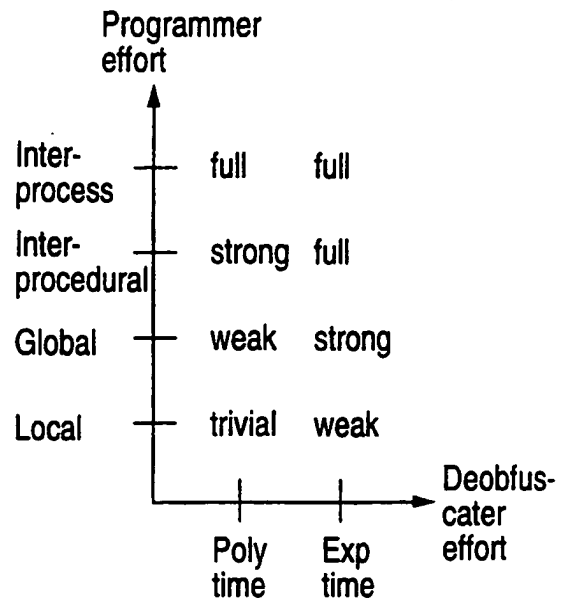 Programmer
effort
Inter-
process
full full
Inter-
procedural
strong full
Global
weak strong
Local
trivial weak
Deobfus-
cater
effort
Poly
time
Exp
time